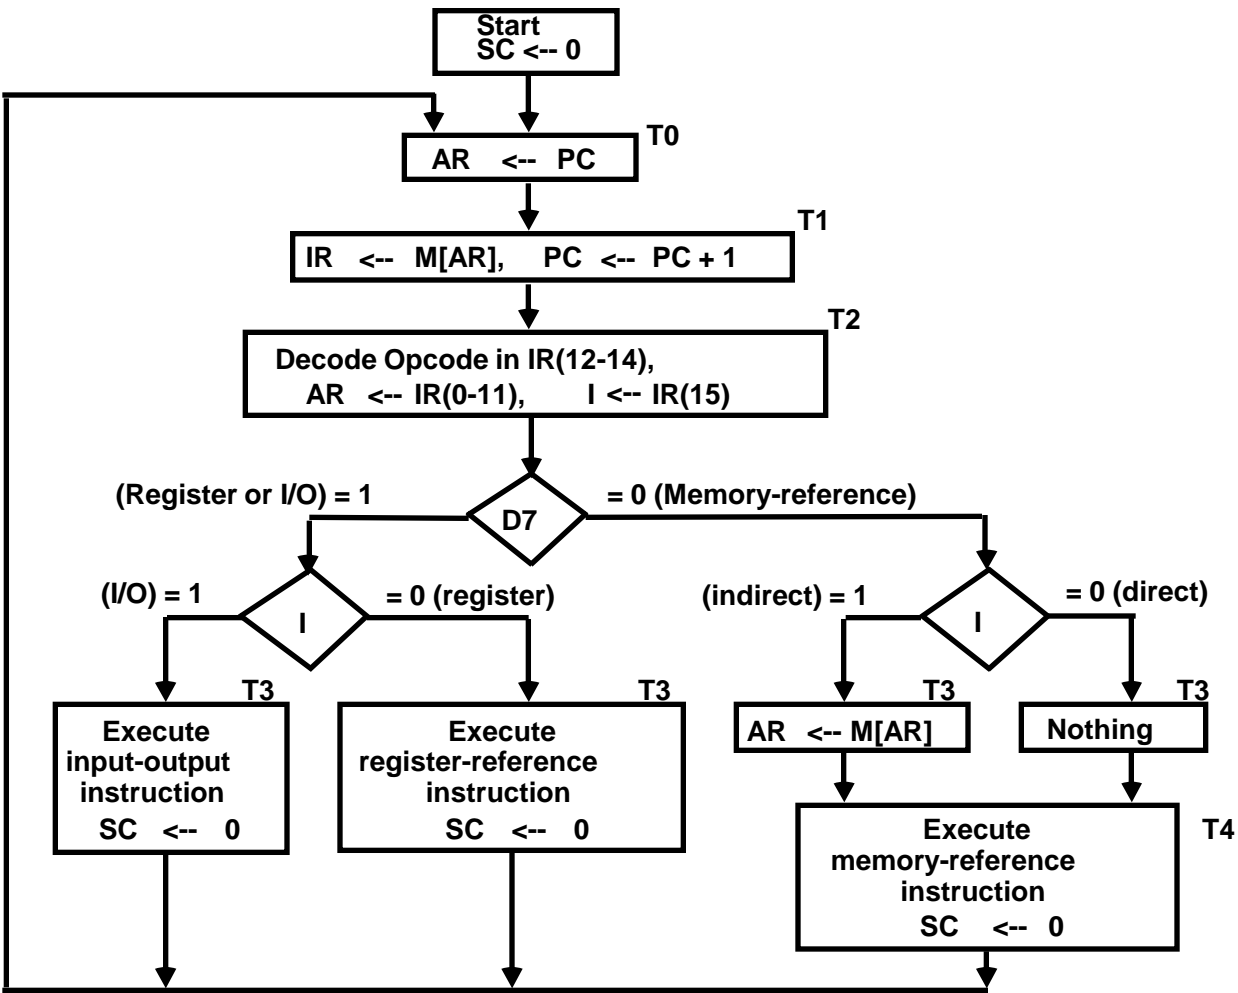 Start
SC <-- 0
T0
AR <-- PC
T1
IR <-- M[AR], PC <-- PC + 1
T2
Decode Opcode in IR(12-14),
AR <-- IR(0-11), I <-- IR(15)
(Register or I/O) = 1
D7
= 0 (Memory-reference)
(I/O) = 1
I
= 0 (register)
(indirect) = 1
I
= 0 (direct)
T3
Execute
input-output
instruction
SC <-- 0
T3
Execute
register-reference
instruction
SC <-- 0
T3
AR <-- M[AR]
T3
Nothing
T4
Execute
memory-reference
instruction
SC <-- 0